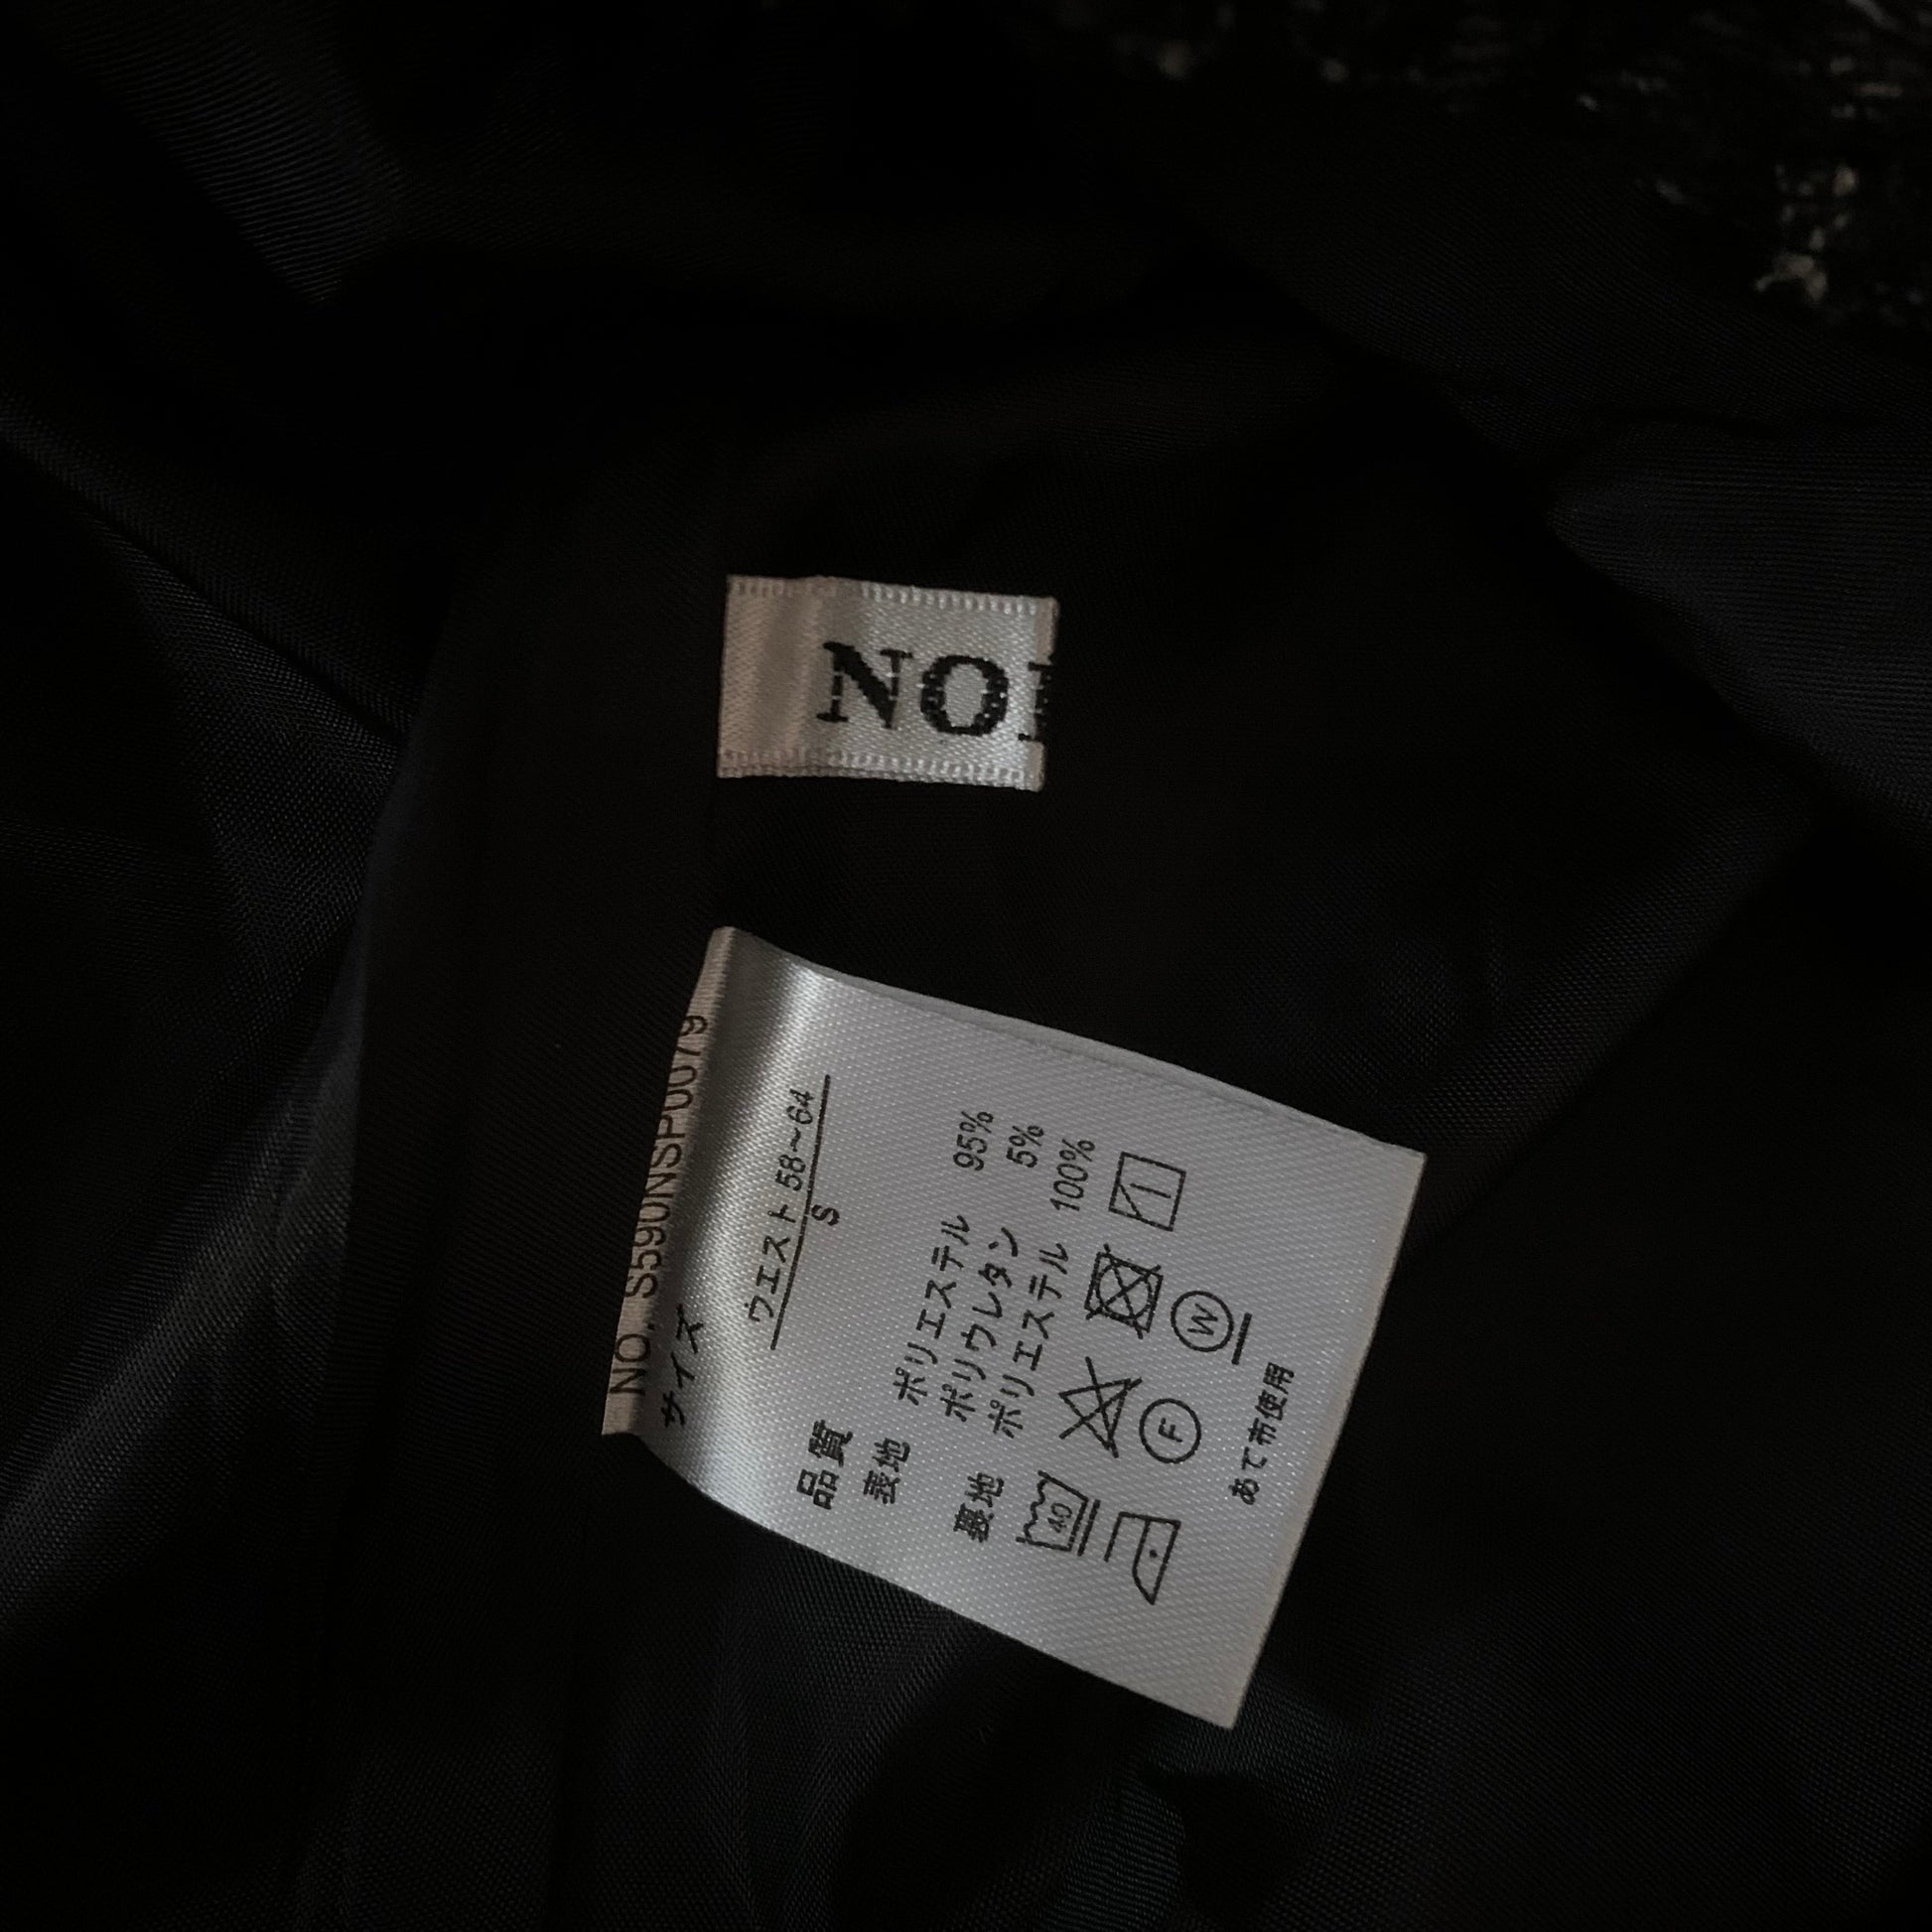 NO
NO. S590NSP0079
サイズ
ウエスト 58~64
S
品質
表地 ポリエステル 95%
ポリウレタン 5%
裏地 ポリエステル 100%
40
F W
あて布使用